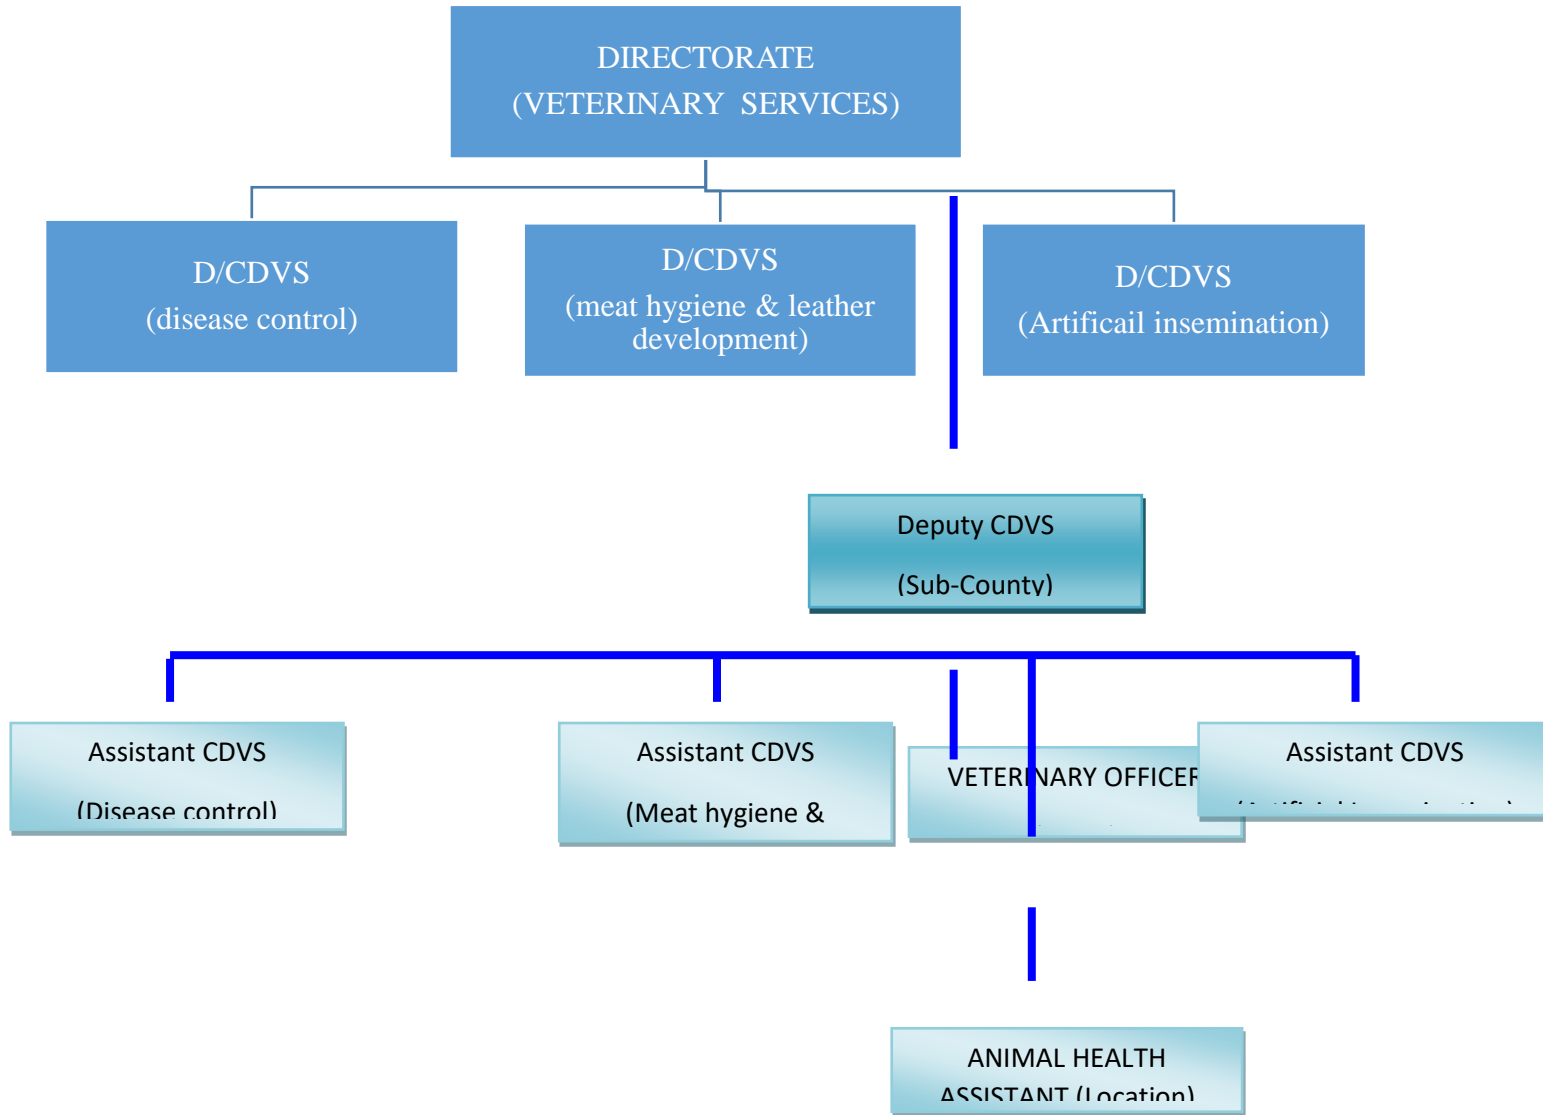 DIRECTORATE
(VETERINARY SERVICES)
D/CDVS
(disease control)
D/CDVS
(meat hygiene & leather
development)
D/CDVS
(Artificail insemination)
Deputy CDVS
(Sub-County)
Assistant CDVS
(Disease control)
Assistant CDVS
(Meat hygiene &
VETERINARY OFFICER
Assistant CDVS
ANIMAL HEALTH
ASSISTANT (Location)